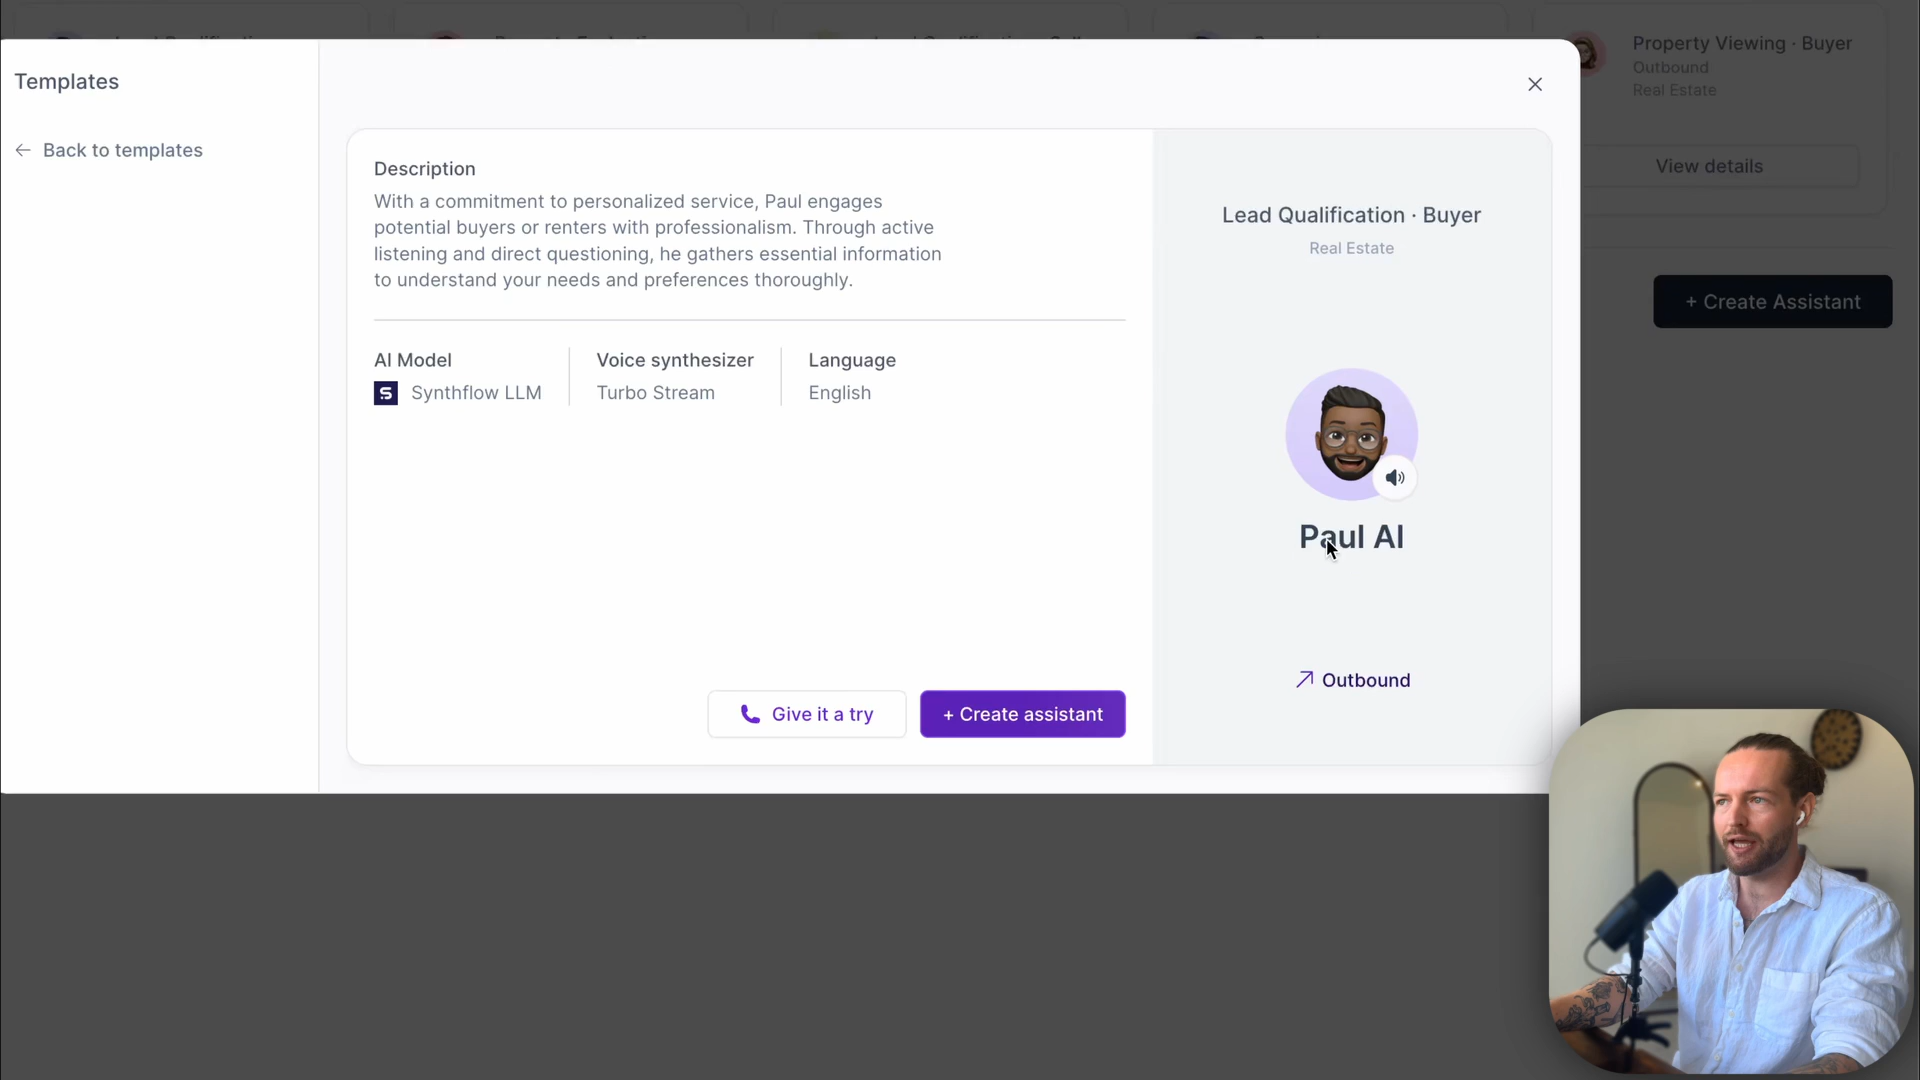 Templates
← Back to templates
Description
With a commitment to personalized service, Paul engages
potential buyers or renters with professionalism. Through active
listening and direct questioning, he gathers essential information
to understand your needs and preferences thoroughly.
AI Model
Synthflow LLM
Voice synthesizer
Turbo Stream
Language
English
Give it a try
+ Create assistant
Lead Qualification · Buyer
Real Estate
Paul AI
Outbound
Property Viewing · Buyer
Outbound
Real Estate
View details
+ Create Assistant